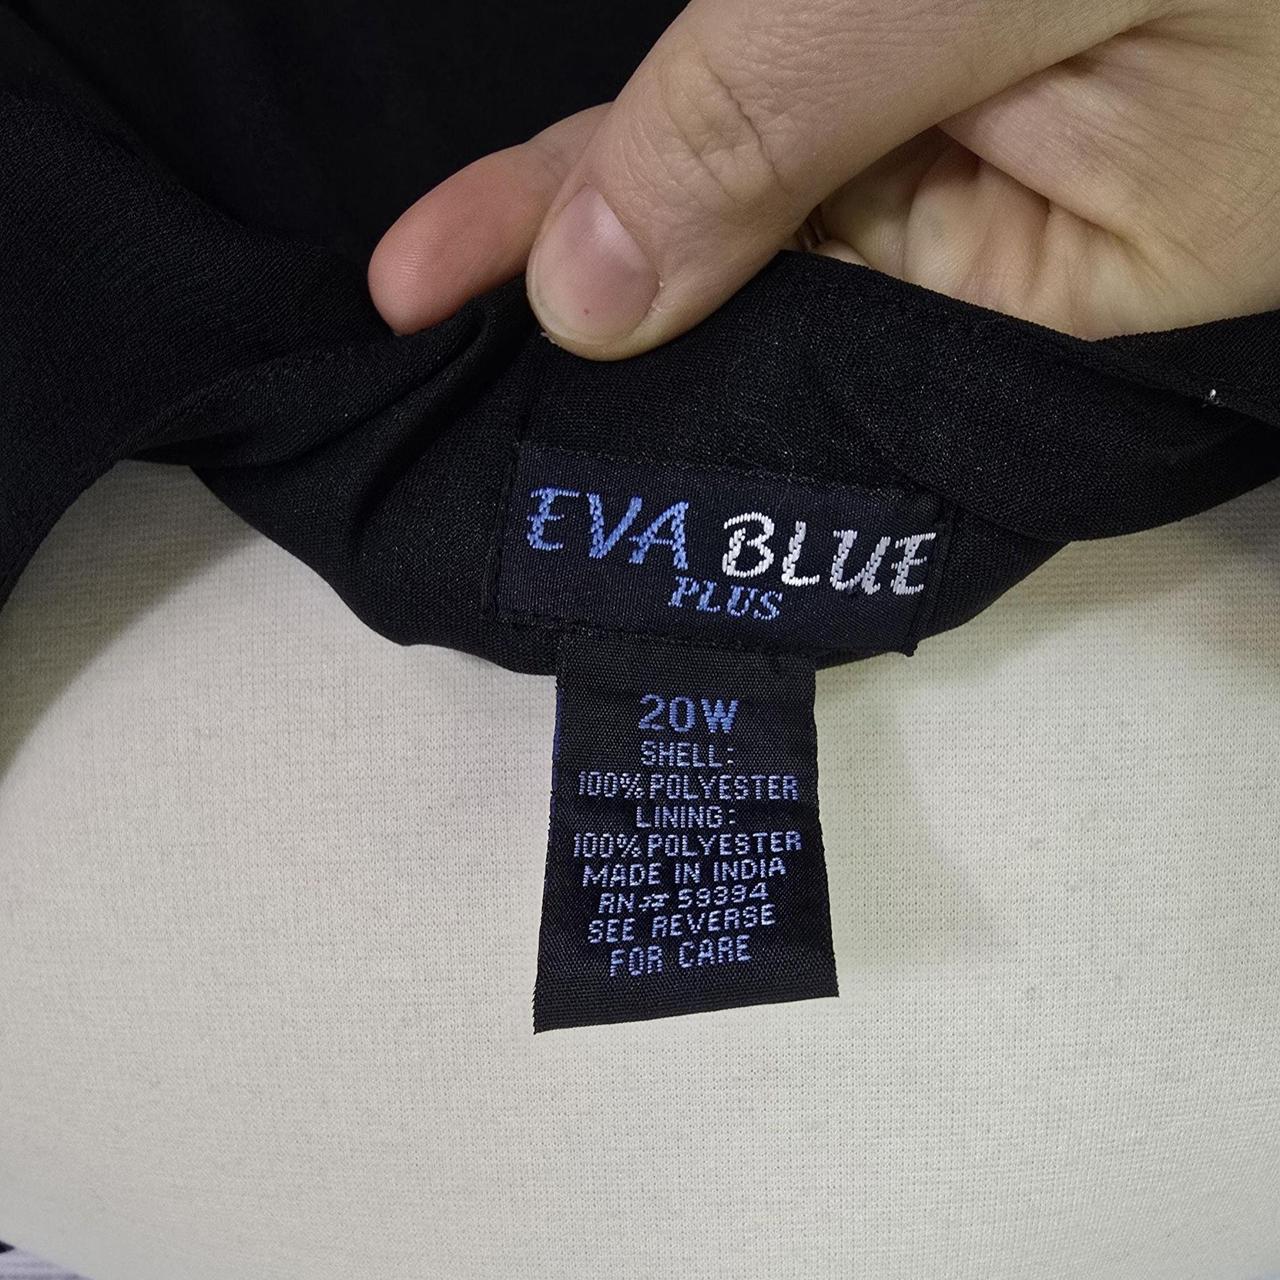 EVA BLUE
PLUS
20W
SHELL:
100% POLYESTER
LINING:
100% POLYESTER
MADE IN INDIA
RN# 59394
SEE REVERSE
FOR CARE